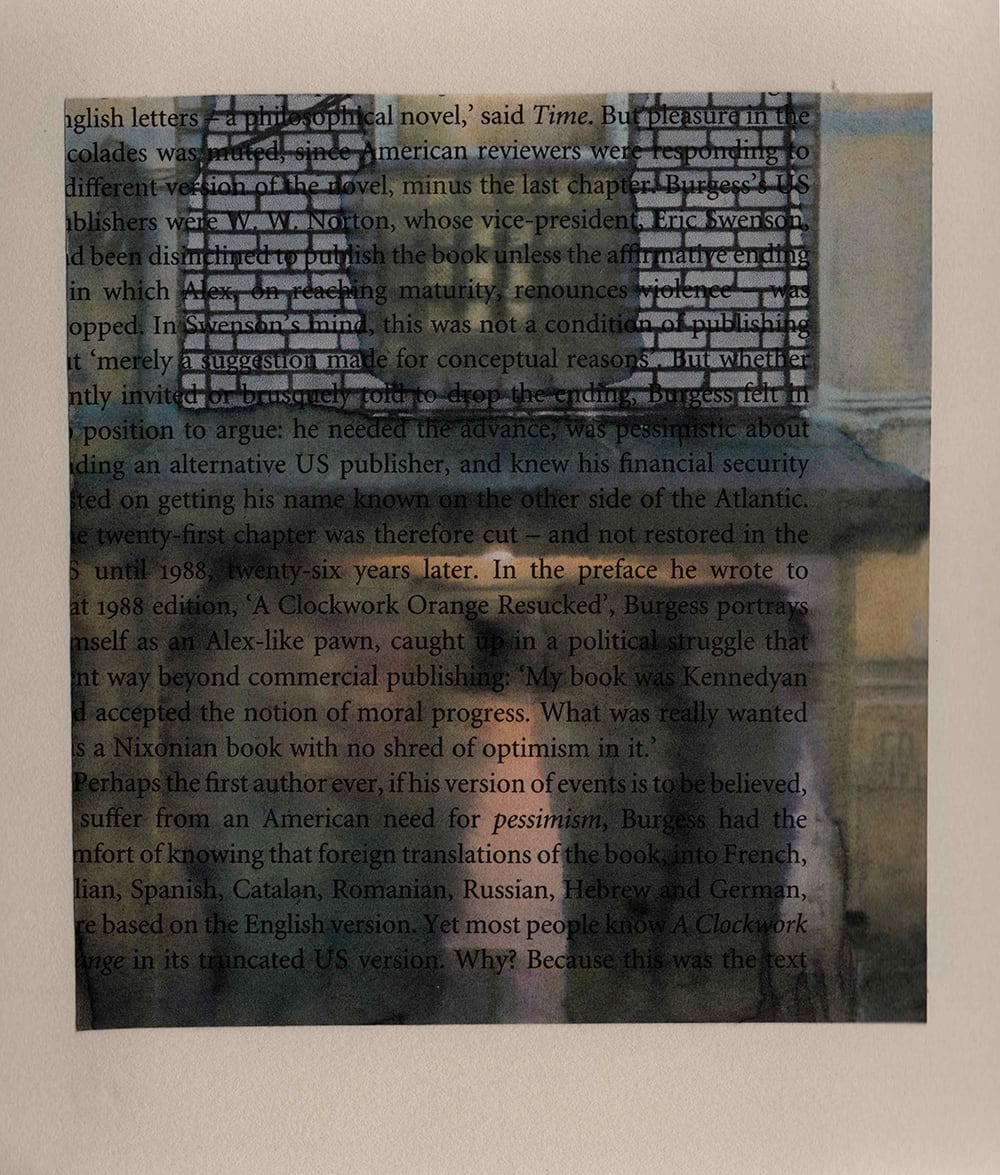 nglish letters – a philosophical novel,’ said Time. But pleasure in the
colades was muted, since American reviewers were responding to
different version of the novel, minus the last chapter. Burgess’s US
ublishers were W. W. Norton, whose vice-president, Eric Swenson,
d been disinclined to publish the book unless the affirmative ending
in which Alex, on reaching maturity, renounces violence – was
opped. In Swenson’s mind, this was not a condition of publishing
t ‘merely a suggestion made for conceptual reasons’. But whether
ntly invited or brusquely told to drop the ending, Burgess felt in
position to argue: he needed the advance, was pessimistic about
ding an alternative US publisher, and knew his financial security
sted on getting his name known on the other side of the Atlantic.
e twenty-first chapter was therefore cut – and not restored in the
S until 1988, twenty-six years later. In the preface he wrote to
at 1988 edition, ‘A Clockwork Orange Resucked’, Burgess portrays
mself as an Alex-like pawn, caught up in a political struggle that
nt way beyond commercial publishing: ‘My book was Kennedyan
d accepted the notion of moral progress. What was really wanted
s a Nixonian book with no shred of optimism in it.’
Perhaps the first author ever, if his version of events is to be believed,
suffer from an American need for pessimism, Burgess had the
mfort of knowing that foreign translations of the book, into French,
lian, Spanish, Catalan, Romanian, Russian, Hebrew and German,
re based on the English version. Yet most people know A Clockwork
ange in its truncated US version. Why? Because this was the text